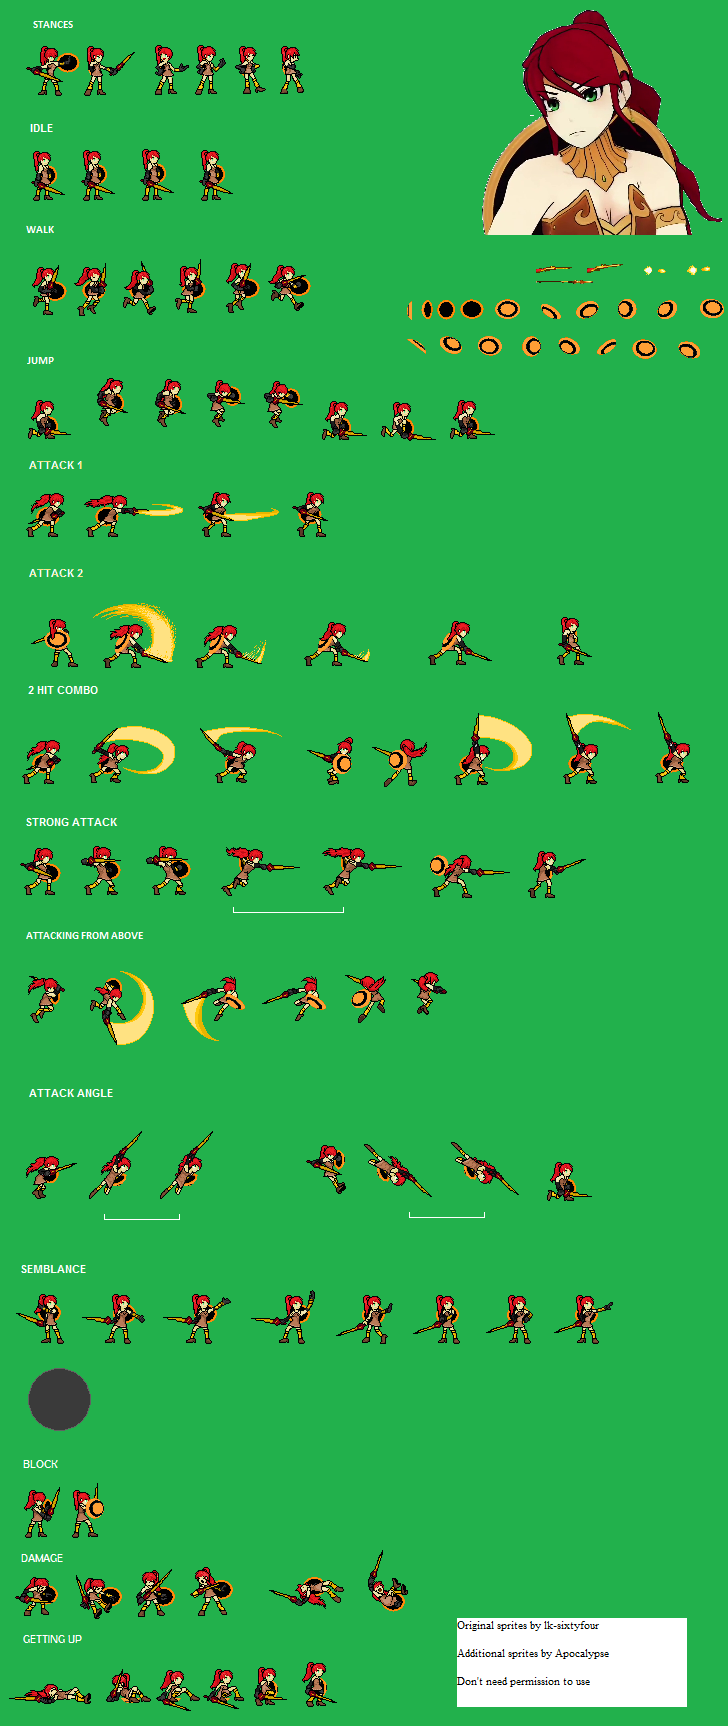 STANCES
IDLE
WALK
JUMP
ATTACK 1
ATTACK 2
2 HIT COMBO
STRONG ATTACK
ATTACKING FROM ABOVE
ATTACK ANGLE
SEMBLANCE
BLOCK
DAMAGE
GETTING UP
Original sprites by lk-sixtyfour
Additional sprites by Apocalypse
Don't need permission to use